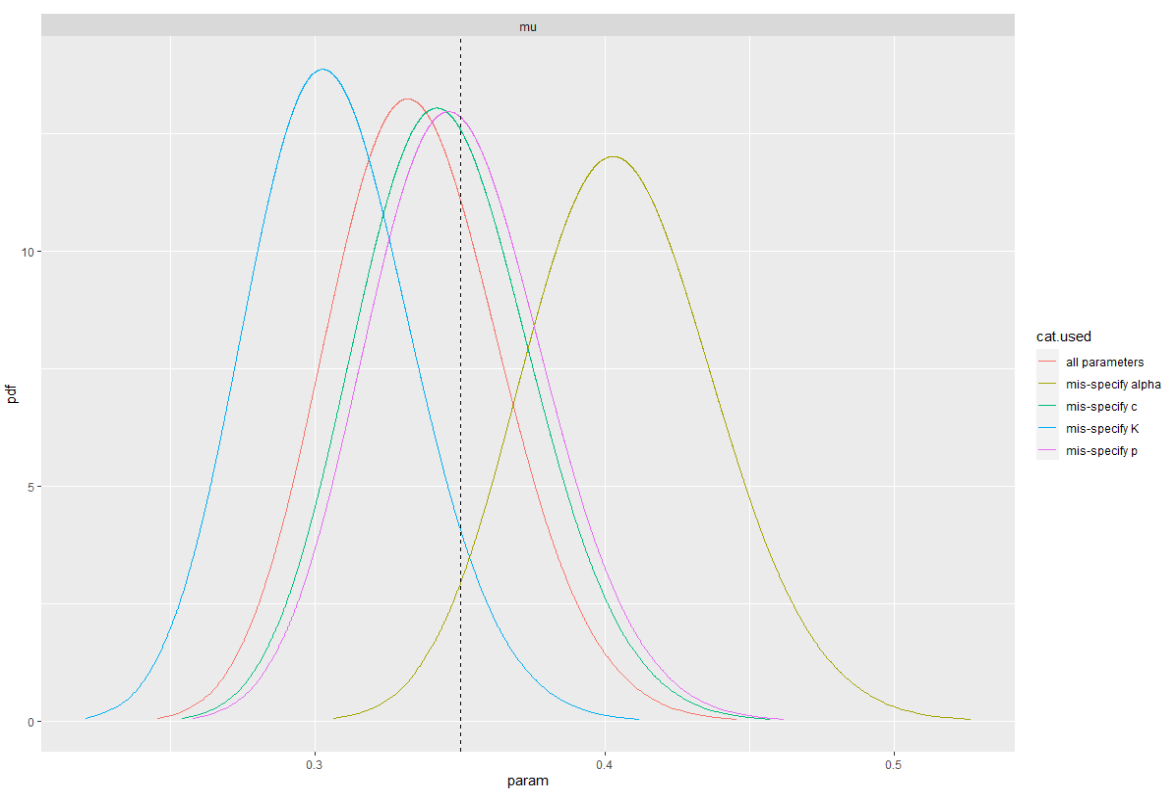 mu
10
5
0
0.3
0.4
0.5
param
pdf
cat.used
all parameters
mis-specify alpha
mis-specify c
mis-specify K
mis-specify p